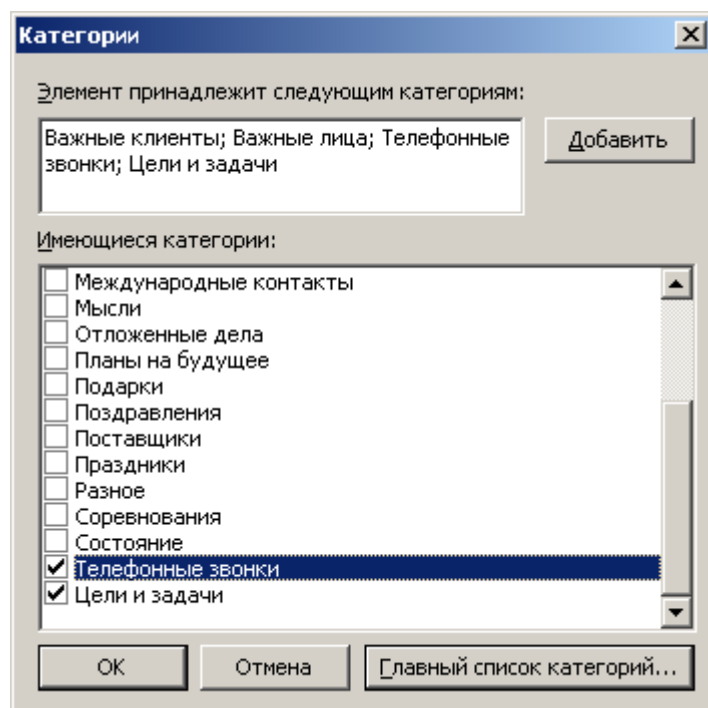 Категории
Элемент принадлежит следующим категориям:
Важные клиенты; Важные лица; Телефонные
звонки; Цели и задачи
Добавить
Имеющиеся категории:
Международные контакты
Мысли
Отложенные дела
Планы на будущее
Подарки
Поздравления
Поставщики
Праздники
Разное
Соревнования
Состояние
Телефонные звонки
Цели и задачи
ОК
Отмена
Главный список категорий...